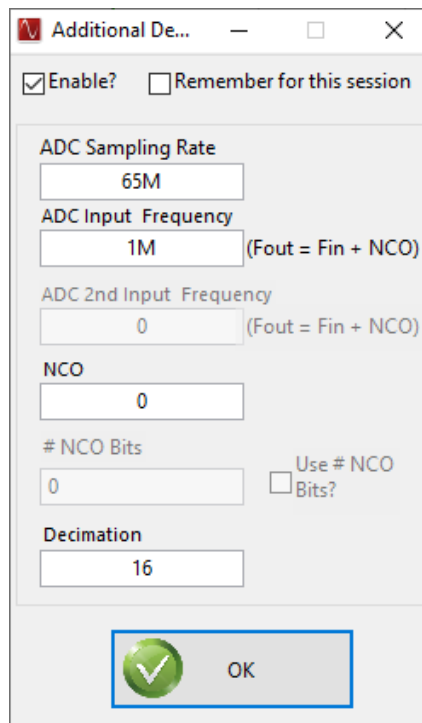 Additional De...
Enable? Remember for this session
ADC Sampling Rate
65M
ADC Input Frequency
1M (Fout = Fin + NCO)
ADC 2nd Input Frequency
0 (Fout = Fin + NCO)
NCO
0
# NCO Bits
0 Use # NCO
Bits?
Decimation
16
OK